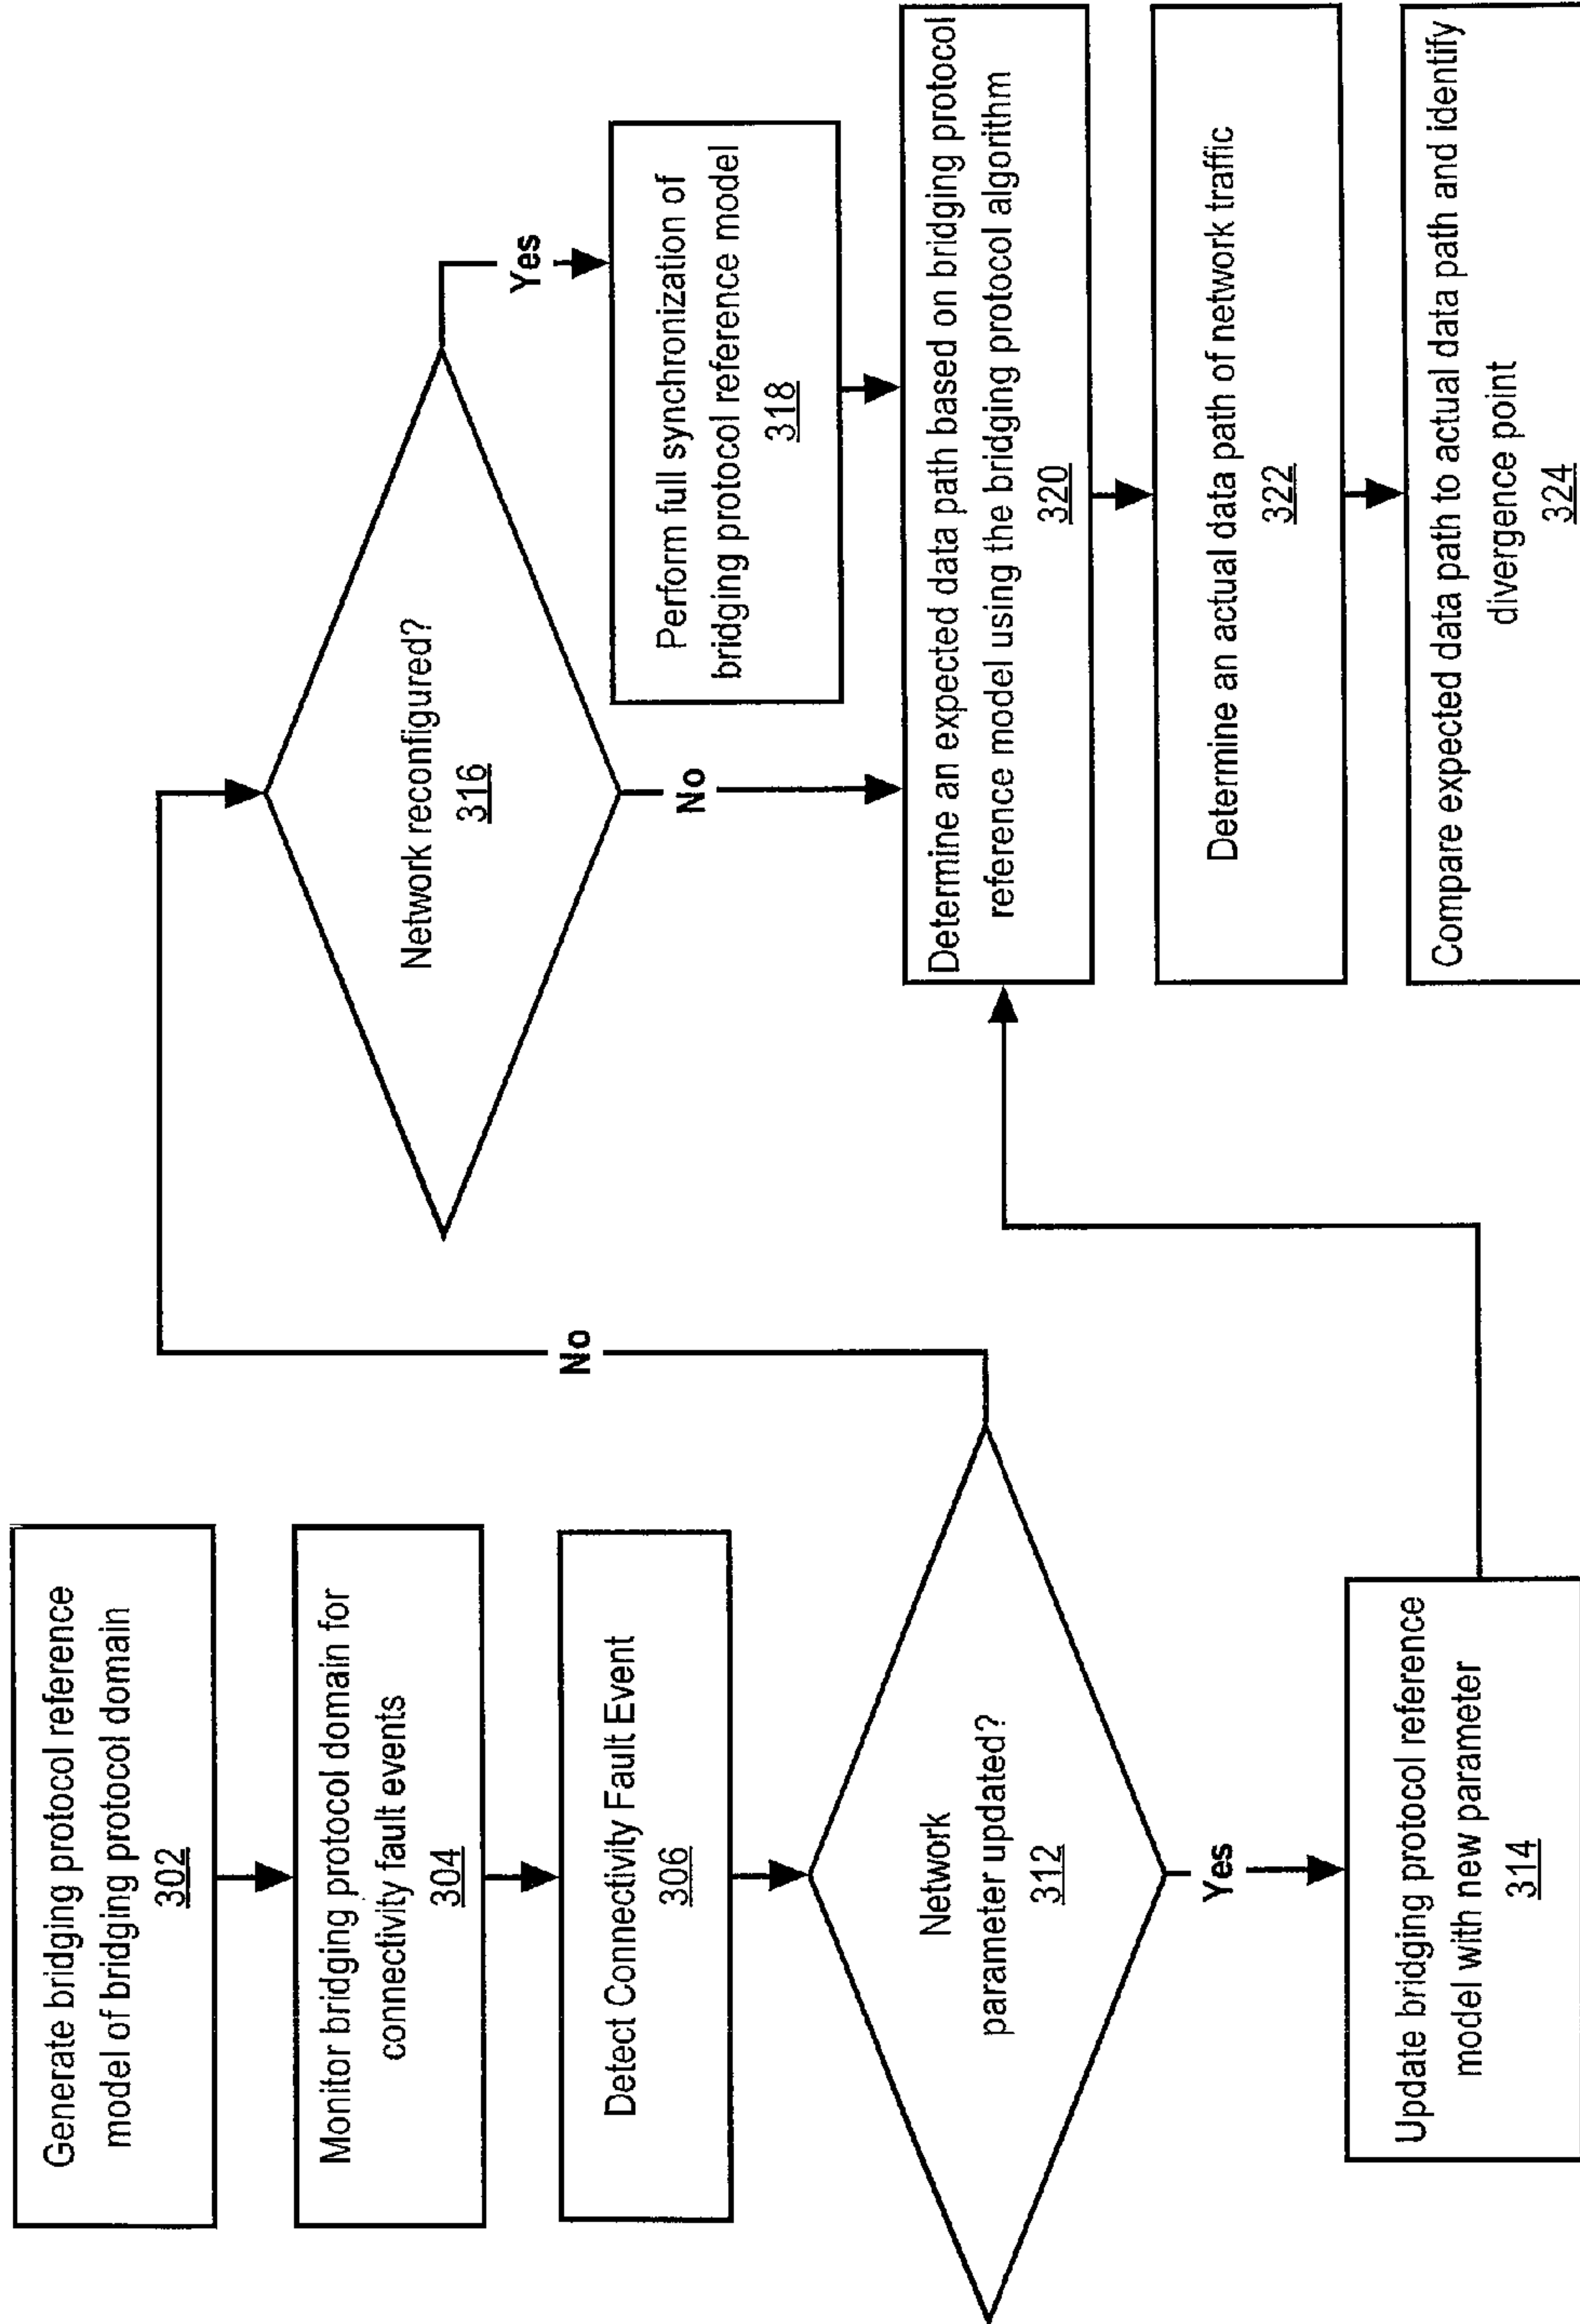 Generate bridging protocol reference
model of bridging protocol domain
302
Monitor bridging protocol domain for
connectivity fault events
304
Detect Connectivity Fault Event
306
Network
parameter updated?
312
Yes
No
Update bridging protocol reference
model with new parameter
314
Network reconfigured?
316
Yes
No
Perform full synchronization of
bridging protocol reference model
318
Determine an expected data path based on bridging protocol
reference model using the bridging protocol algorithm
320
Determine an actual data path of network traffic
322
Compare expected data path to actual data path and identify
divergence point
324